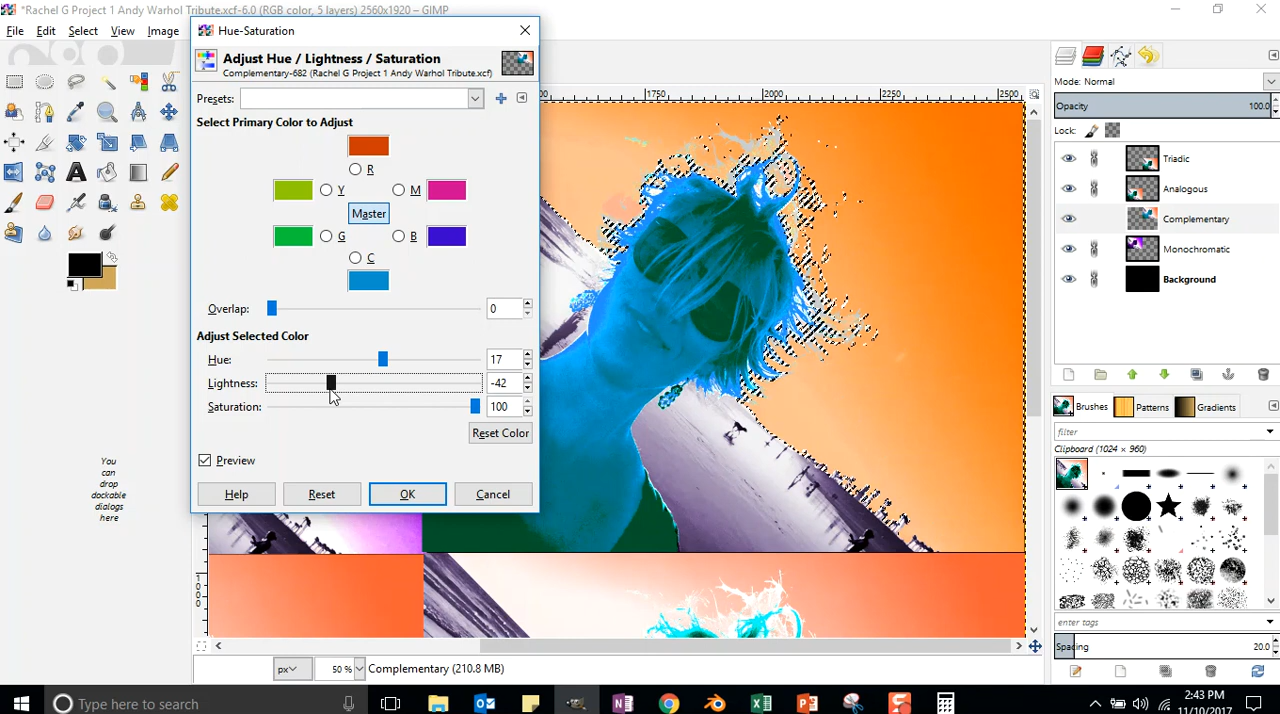 *Rachel G Project 1 Andy Warhol Tribute.xcf-6.0 (RGB color, 5 layers) 2560x1920 – GIMP
File Edit Select View Image
Hue-Saturation
Adjust Hue / Lightness / Saturation
Complementary-682 (Rachel G Project 1 Andy Warhol Tribute.xcf)
Presets:
Select Primary Color to Adjust
R
Y
M
Master
G
B
C
Overlap: 0
Adjust Selected Color
Hue: 17
Lightness: -42
Saturation: 100
Reset Color
Preview
Help Reset OK Cancel
You
can
drop
dockable
dialogs
here
1750 2000 2250 2500
1000
px 50 % Complementary (210.8 MB)
Mode: Normal
Opacity 100.0
Lock:
Triadic
Analogous
Complementary
Monochromatic
Background
Brushes Patterns Gradients
filter
Clipboard (1024 × 960)
enter tags
Spacing 20.0
Type here to search
2:43 PM
11/10/2017